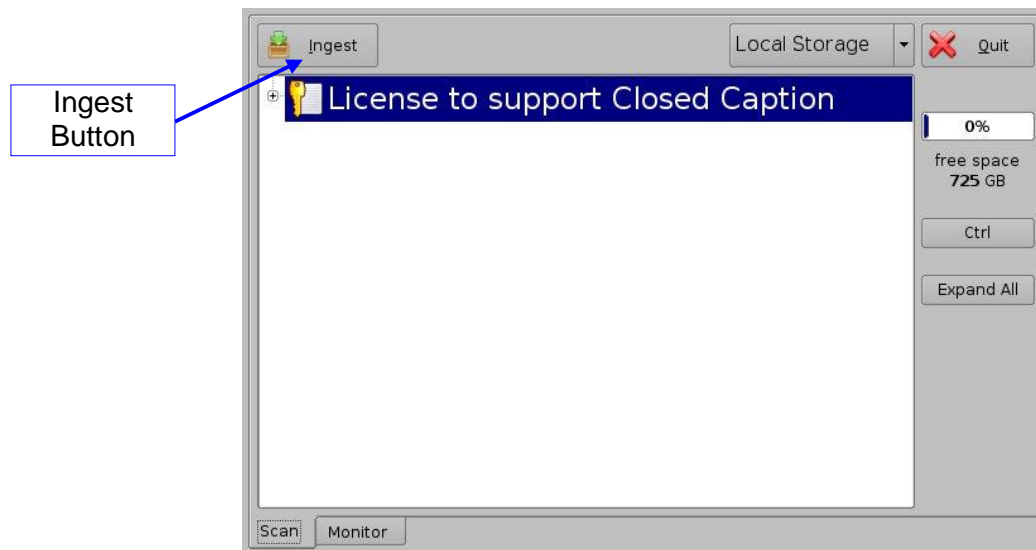 Ingest
Button
Ingest
Local Storage
Quit
License to support Closed Caption
0%
free space
725 GB
Ctrl
Expand All
Scan
Monitor